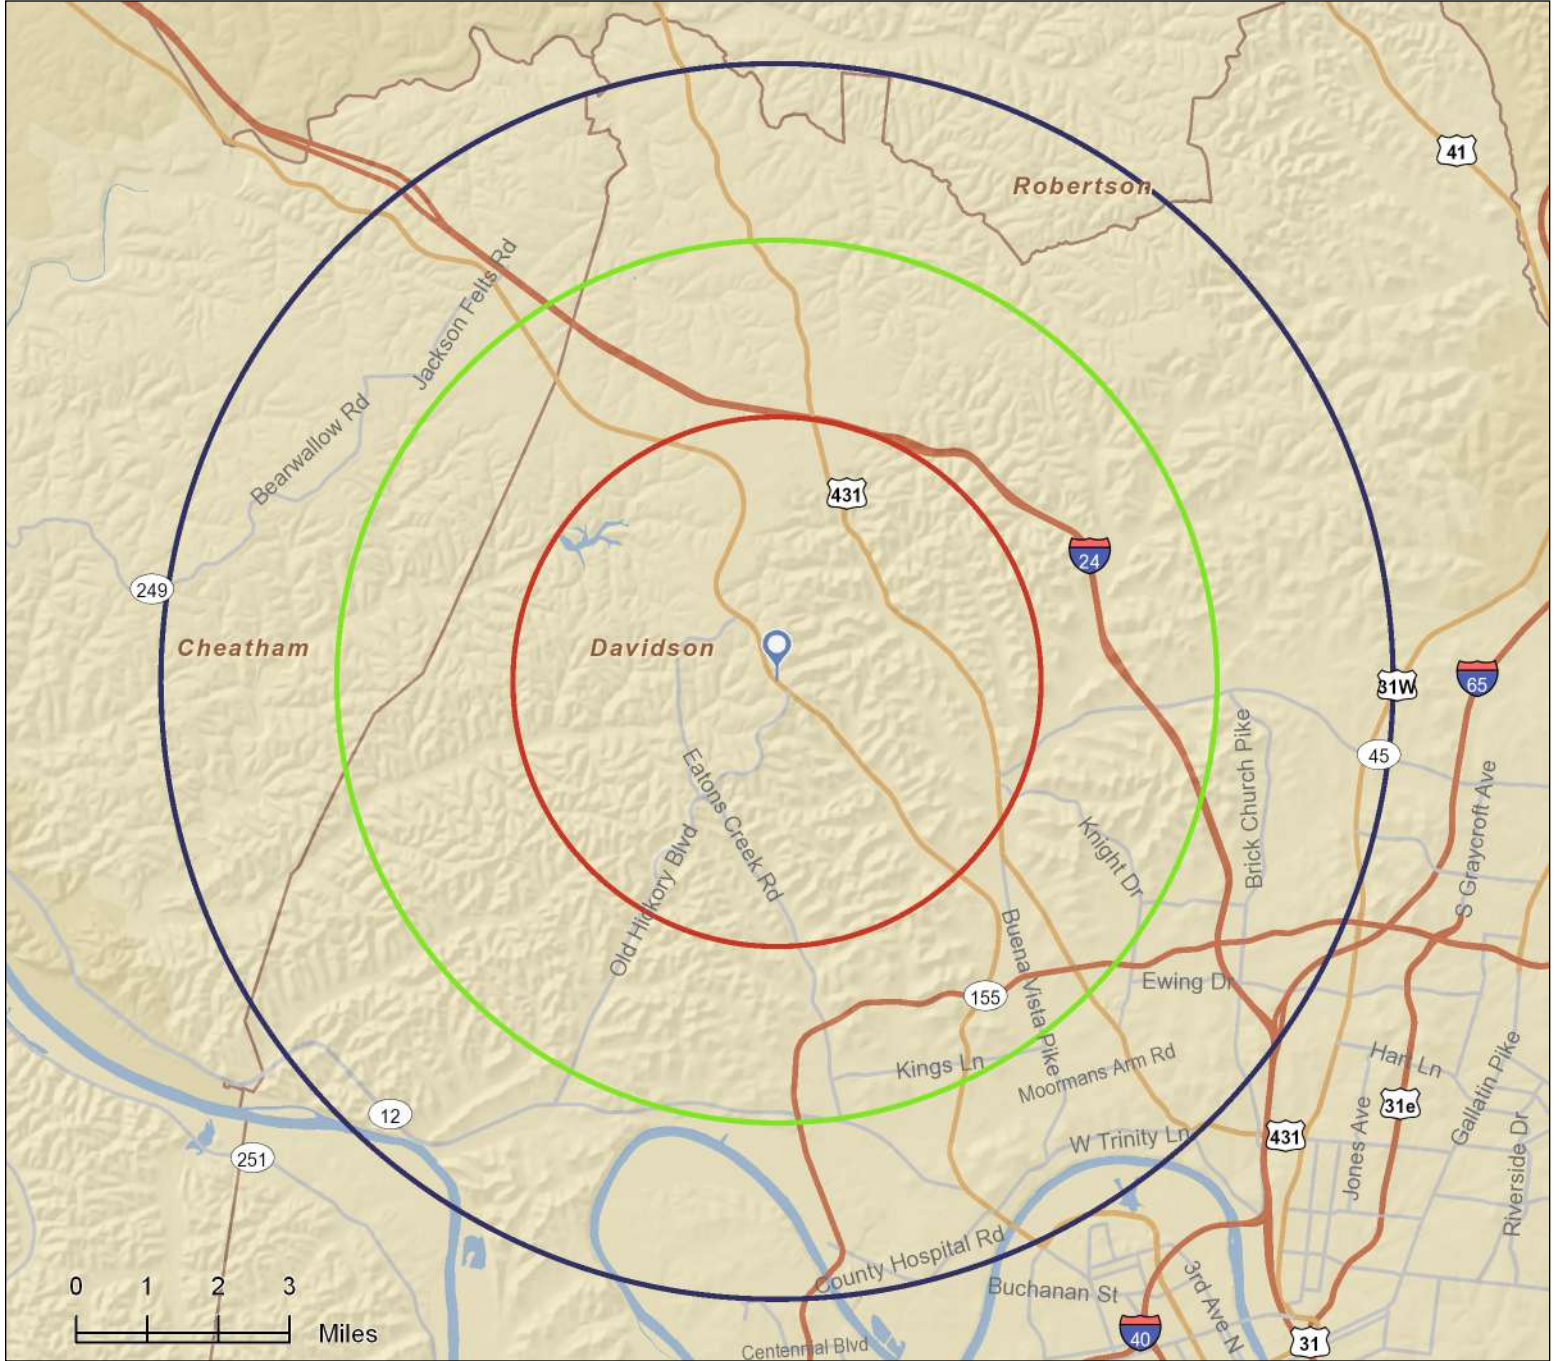 41
Robertson
Jackson Felts Rd
Bearwallow Rd
431
24
249
Cheatham
Davidson
31W
65
45
Eatons Creek Rd
Brick Church Pike
S Graycroft Ave
Knight Dr
Old Hickory Blvd
Buena Vista Pike
155
Ewing Dr
Kings Ln
Moormans Arm Rd
Hart Ln
Gallatin Pike
31e
12
431
W Trinity Ln
Jones Ave
Riverside Dr
251
County Hospital Rd
Buchanan St
3rd Ave N
0 1 2 3
Miles
40
31
Centennial Blvd